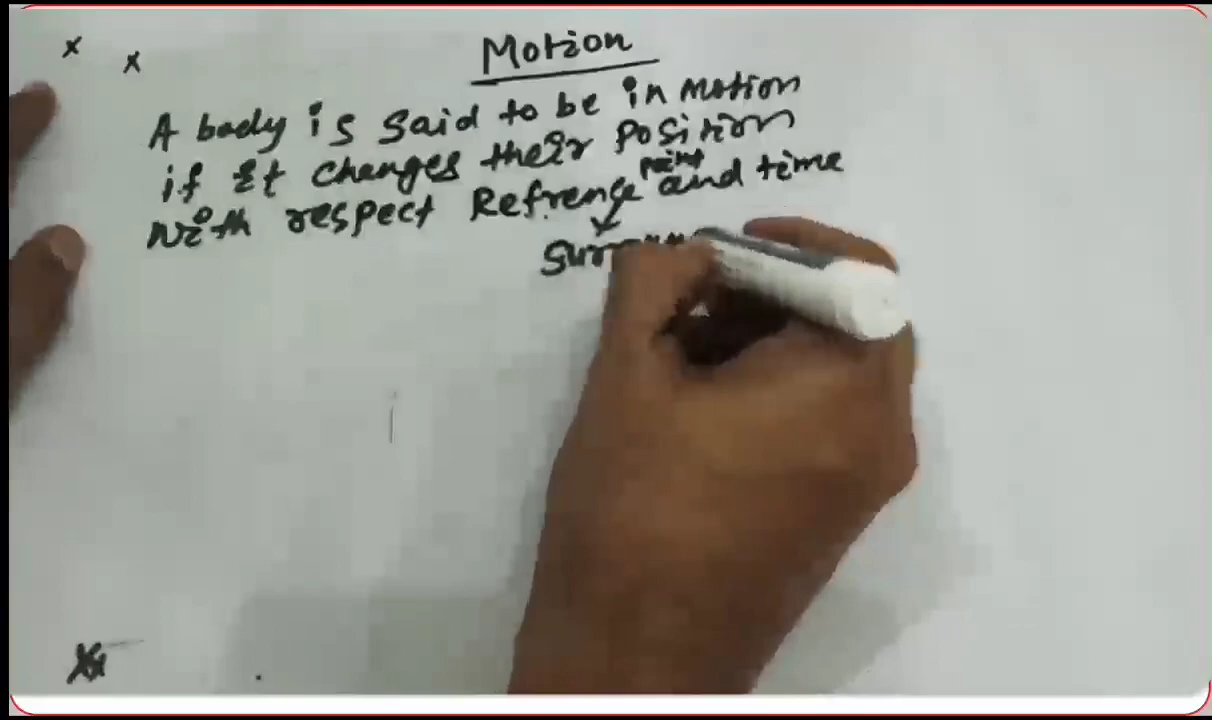 Motion
A body is said to be in motion
if it changes their position
with respect Refrence point and time